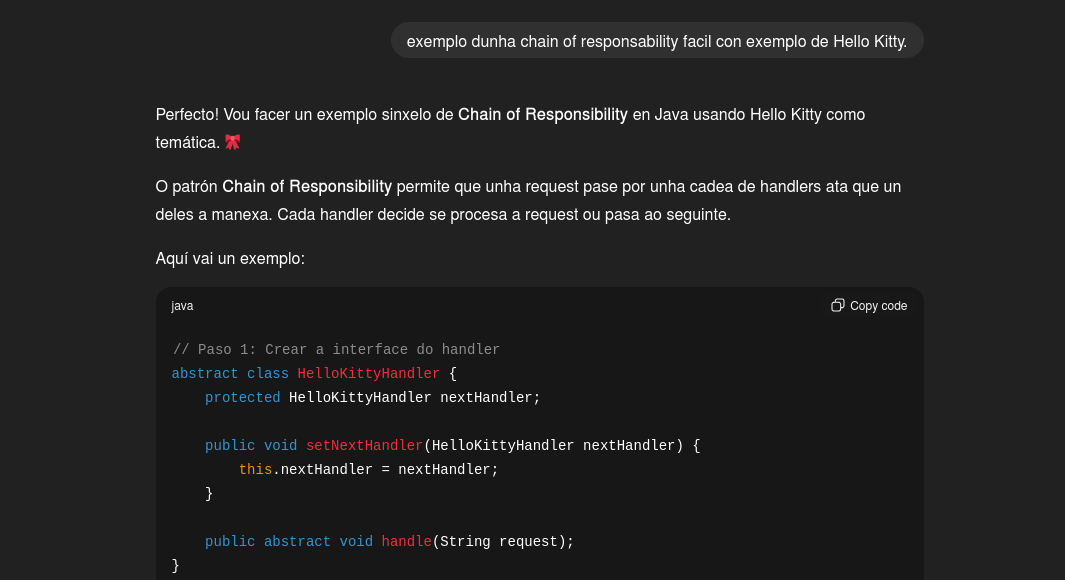 exemplo dunha chain of responsability facil con exemplo de Hello Kitty.
Perfecto! Vou facer un exemplo sinxelo de Chain of Responsibility en Java usando Hello Kitty como
temática. 🎀
O patrón Chain of Responsibility permite que unha request pase por unha cadea de handlers ata que un
deles a manexa. Cada handler decide se procesa a request ou pasa ao seguinte.
Aquí vai un exemplo:
java
Copy code
// Paso 1: Crear a interface do handler
abstract class HelloKittyHandler {
    protected HelloKittyHandler nextHandler;
    public void setNextHandler(HelloKittyHandler nextHandler) {
        this.nextHandler = nextHandler;
    }
    public abstract void handle(String request);
}